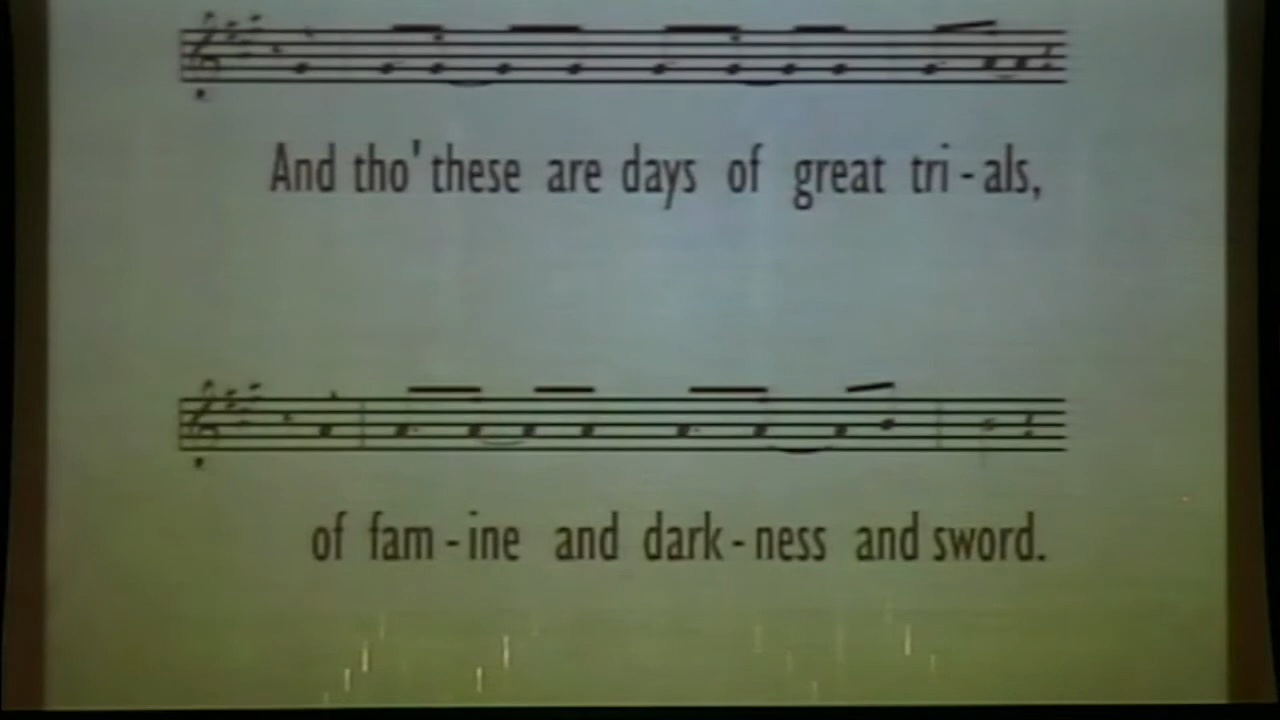 And tho' these are days of great tri - als,
of fam - ine and dark - ness and sword.